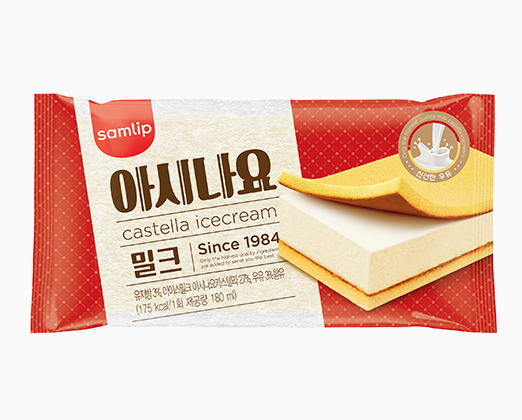 samlip
아시나요
castella icecream
밀크
Since 1984
Only the highest quality ingredient
are added to serve you the best.
유지방 3%, 아이스밀크 아시나요카스텔라 27%, 우유 3%함유
(175 kcal/1회 제공량 180 ml)
신선한 우유